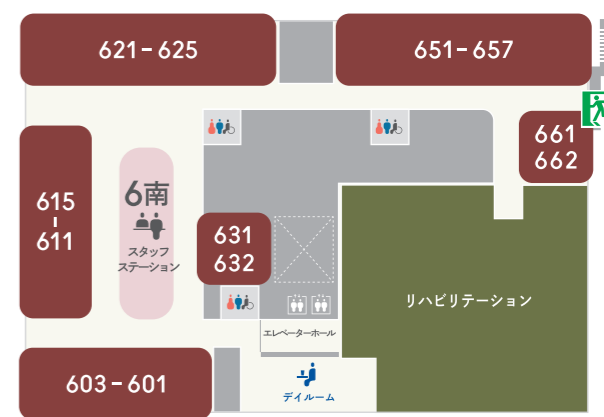 621-625
651-657
661
662
615
-
611
6南
スタッフ
ステーション
631
632
リハビリテーション
エレベーターホール
603-601
デイルーム